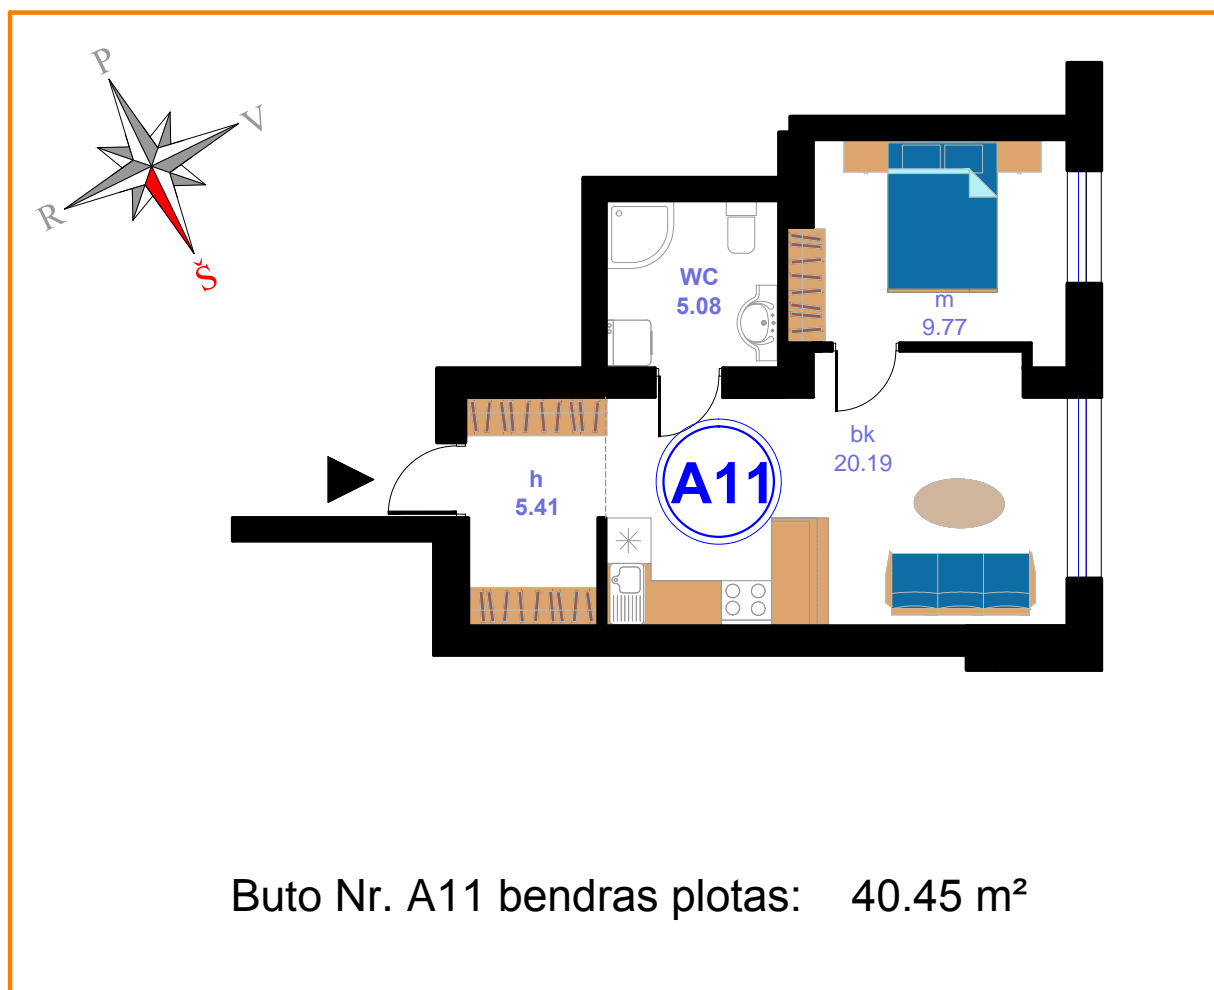 P
V
R
Š
WC
5.08
m
9.77
bk
20.19
h
5.41
A11
Buto Nr. A11 bendras plotas: 40.45 m²